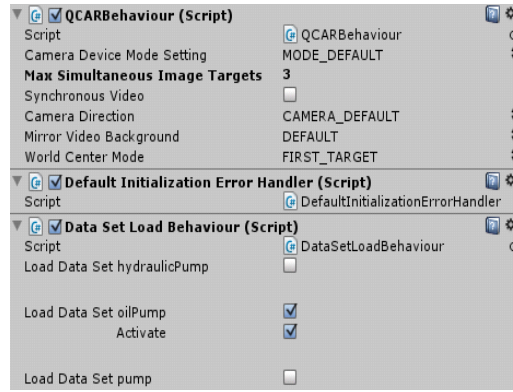 QCARBehaviour (Script)
Script QCARBehaviour
Camera Device Mode Setting MODE_DEFAULT
Max Simultaneous Image Targets 3
Synchronous Video
Camera Direction CAMERA_DEFAULT
Mirror Video Background DEFAULT
World Center Mode FIRST_TARGET
Default Initialization Error Handler (Script)
Script DefaultInitializationErrorHandler
Data Set Load Behaviour (Script)
Script DataSetLoadBehaviour
Load Data Set hydraulicPump
Load Data Set oilPump
Activate
Load Data Set pump